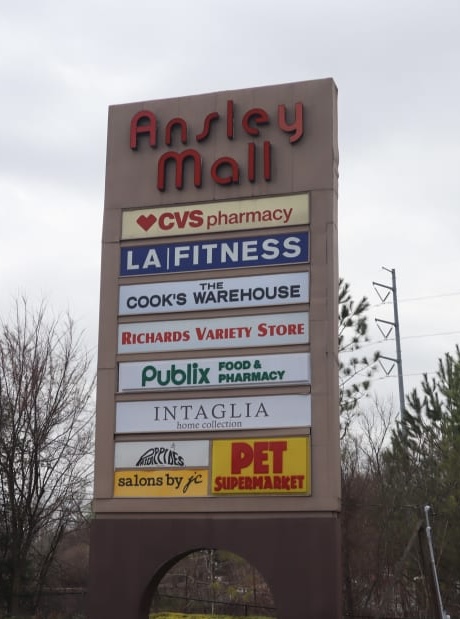 Ansley
Mall
CVS pharmacy
LA|FITNESS
THE
COOK'S WAREHOUSE
RICHARDS VARIETY STORE
Publix FOOD &
PHARMACY
INTAGLIA
home collection
PET
SUPERMARKET
salons by jc